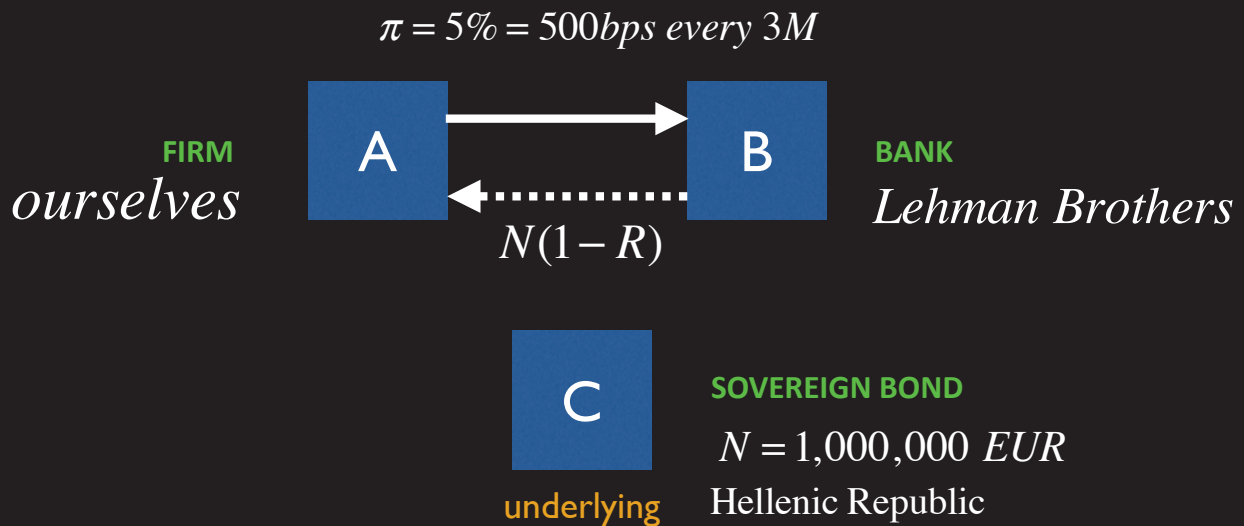 π = 5% = 500bps every 3M
A
B
FIRM
ourselves
BANK
Lehman Brothers
N(1 − R)
C
SOVEREIGN BOND
N = 1,000,000 EUR
underlying
Hellenic Republic